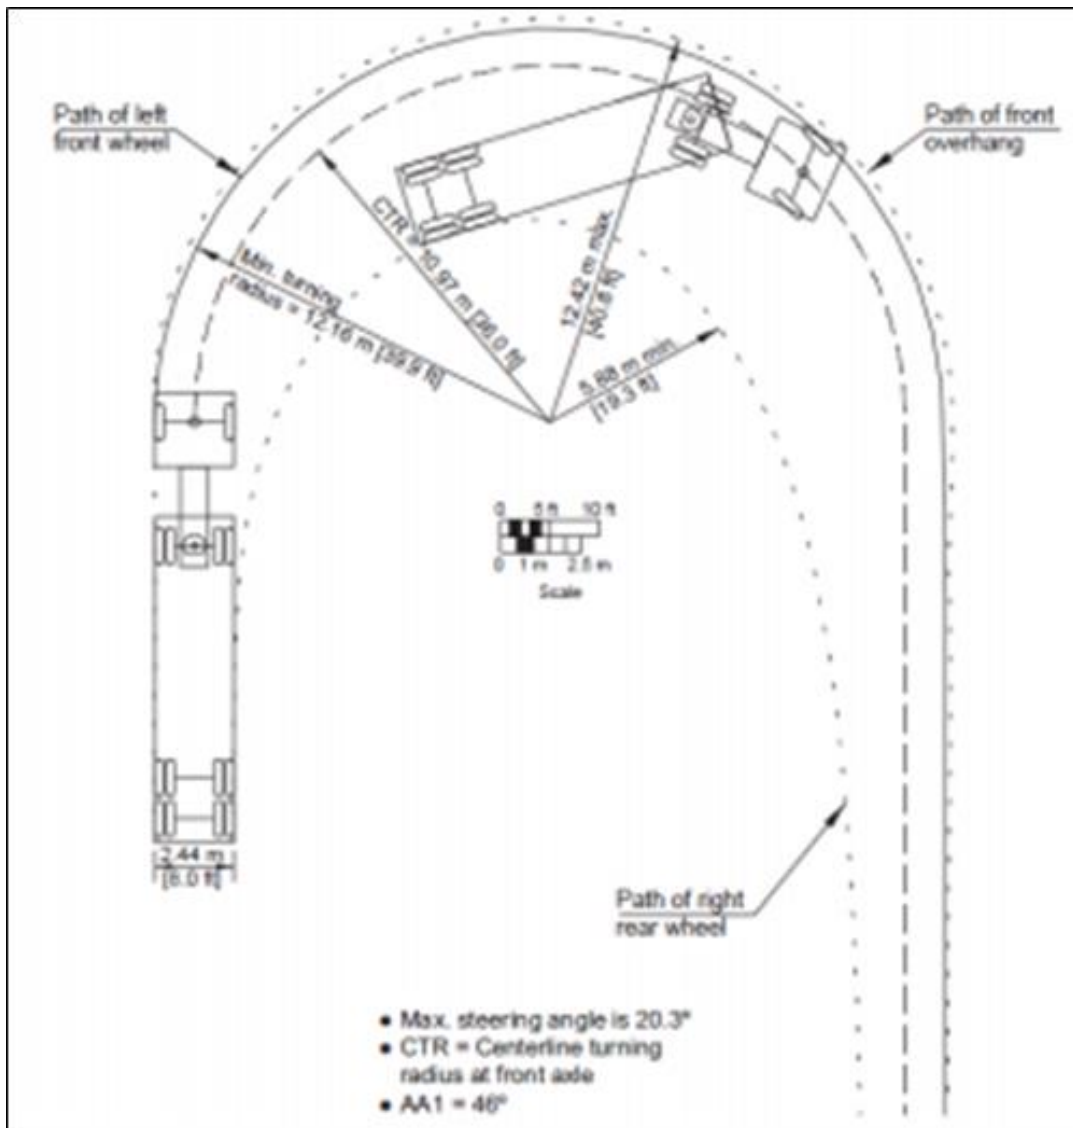 Path of left
front wheel
Path of front
overhang
Min. turning
radius = 12.16 m [39.9 ft]
CTR = 10.97 m [36.0 ft]
12.42 m max.
[40.8 ft]
5.88 m min.
[19.3 ft]
0 5 ft 10 ft
0 1 m 2.5 m
Scale
2.44 m
[8.0 ft]
Path of right
rear wheel
● Max. steering angle is 20.3°
● CTR = Centerline turning
radius at front axle
● AA1 = 46°